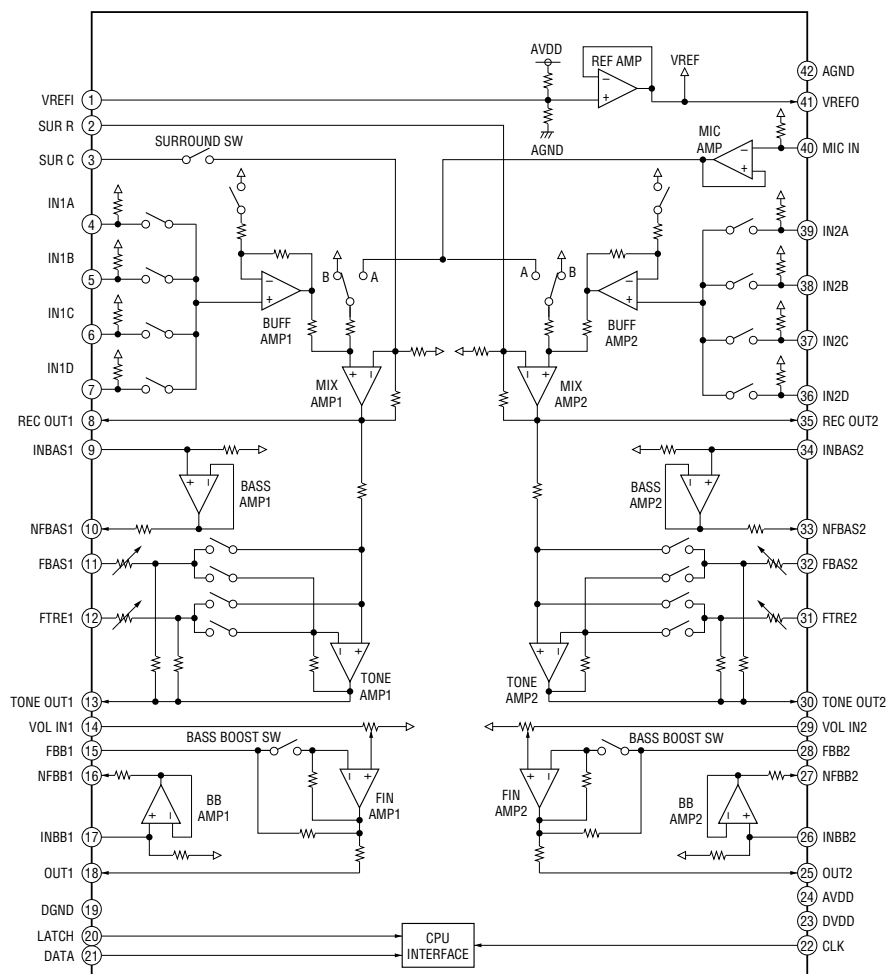 AVDD
REF AMP
VREF
42 AGND
VREFI 1
41 VREFO
SUR R 2
AGND
MIC AMP
40 MIC IN
SUR C 3
SURROUND SW
IN1A
4
39 IN2A
IN1B
5
B
A
A
B
38 IN2B
IN1C
6
BUFF AMP1
BUFF AMP2
37 IN2C
IN1D
7
MIX AMP1
MIX AMP2
36 IN2D
REC OUT1 8
35 REC OUT2
INBAS1 9
34 INBAS2
BASS AMP1
BASS AMP2
NFBAS1 10
33 NFBAS2
FBAS1 11
32 FBAS2
FTRE1 12
31 FTRE2
TONE AMP1
TONE AMP2
TONE OUT1 13
30 TONE OUT2
VOL IN1 14
29 VOL IN2
FBB1 15
BASS BOOST SW
BASS BOOST SW
28 FBB2
NFBB1 16
27 NFBB2
BB AMP1
FIN AMP1
FIN AMP2
BB AMP2
INBB1 17
26 INBB2
OUT1 18
25 OUT2
DGND 19
24 AVDD
23 DVDD
LATCH 20
CPU INTERFACE
22 CLK
DATA 21